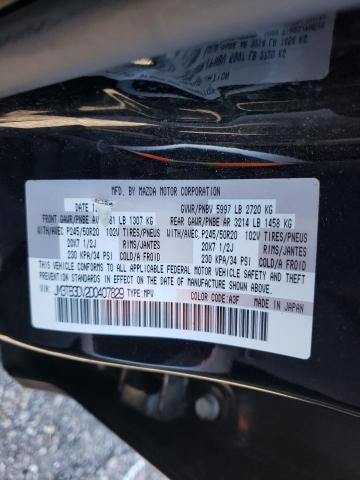 MFD. BY MAZDA MOTOR CORPORATION
DATE GVWR/PNBV 5997 LB 2720 KG
FRONT GAWR/PNBE AV LB 1307 KG REAR GAWR/PNBE AR 3214 LB 1458 KG
WITH/AVEC P245/50R20 102V TIRES/PNEUS WITH/AVEC P245/50R20 102V TIRES/PNEUS
20X7 1/2J RIMS/JANTES 20X7 1/2J RIMS/JANTES
230 KPA/34 PSI COLD/A FROID 230 KPA/34 PSI COLD/A FROID
THIS VEHICLE CONFORMS TO ALL APPLICABLE FEDERAL MOTOR VEHICLE SAFETY
AND THEFT PREVENTION STANDARDS IN EFFECT ON THE DATE OF MANUFACTURE SHOWN ABOVE.
VIN: TYPE: MPV COLOR CODE: A3F MADE IN JAPAN